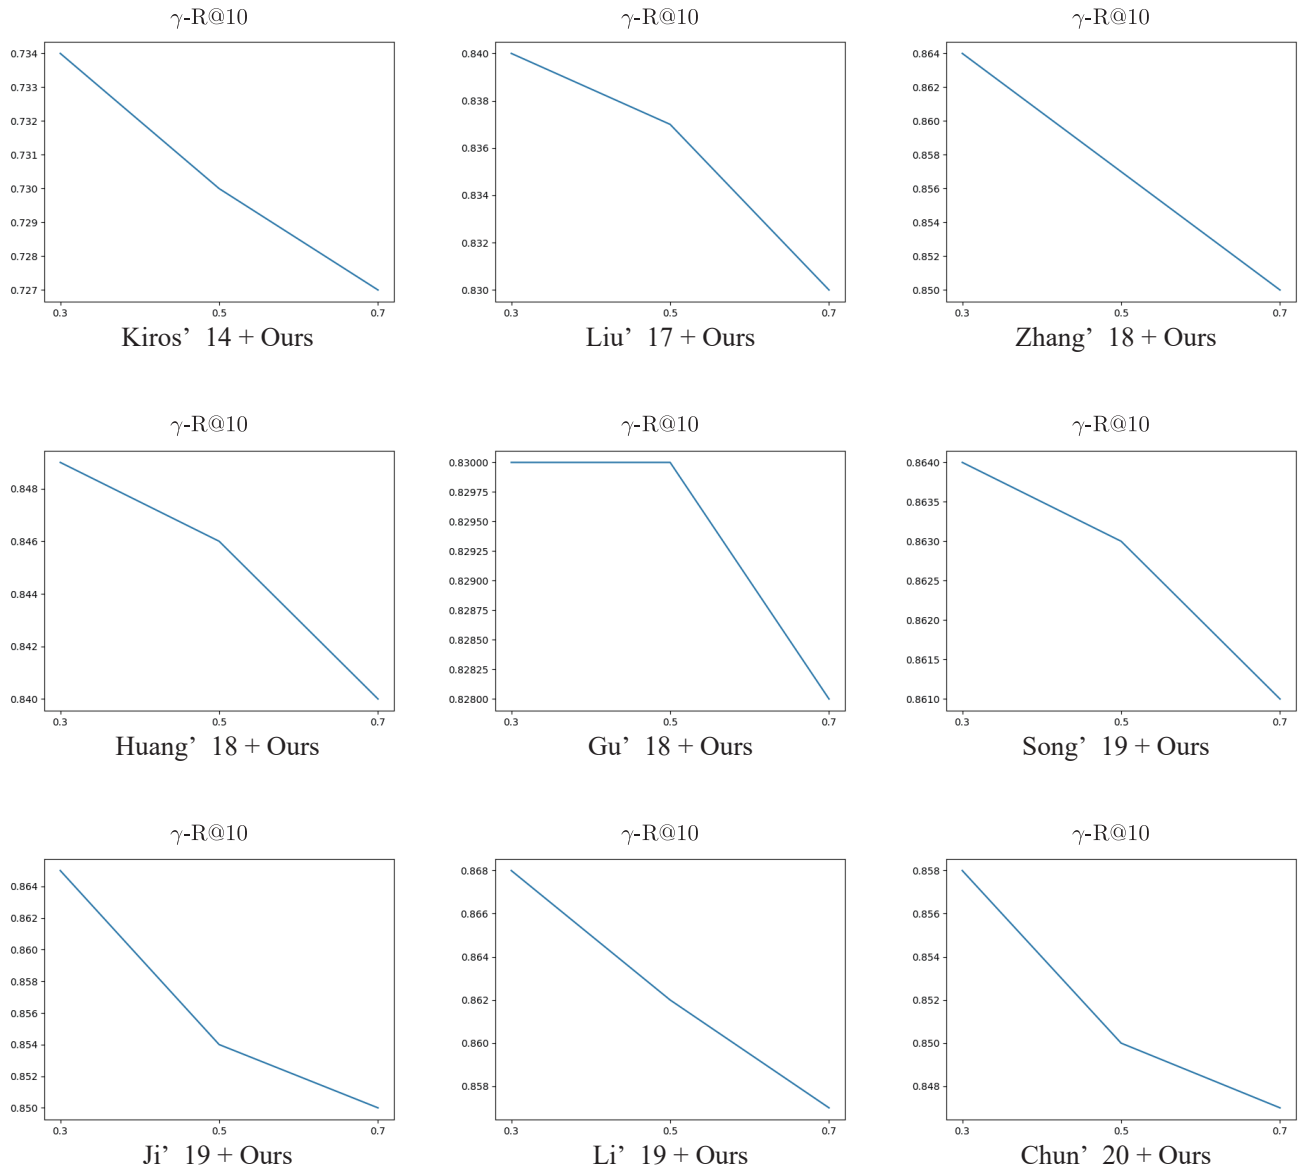 γ-R@10
0.734
0.733
0.732
0.731
0.730
0.729
0.728
0.727
0.3 0.5 0.7
Kiros’ 14 + Ours
γ-R@10
0.840
0.838
0.836
0.834
0.832
0.830
0.3 0.5 0.7
Liu’ 17 + Ours
γ-R@10
0.864
0.862
0.860
0.858
0.856
0.854
0.852
0.850
0.3 0.5 0.7
Zhang’ 18 + Ours
γ-R@10
0.848
0.846
0.844
0.842
0.840
0.3 0.5 0.7
Huang’ 18 + Ours
γ-R@10
0.83000
0.82975
0.82950
0.82925
0.82900
0.82875
0.82850
0.82825
0.82800
0.3 0.5 0.7
Gu’ 18 + Ours
γ-R@10
0.8640
0.8635
0.8630
0.8625
0.8620
0.8615
0.8610
0.3 0.5 0.7
Song’ 19 + Ours
γ-R@10
0.864
0.862
0.860
0.858
0.856
0.854
0.852
0.850
0.3 0.5 0.7
Ji’ 19 + Ours
γ-R@10
0.868
0.866
0.864
0.862
0.860
0.858
0.3 0.5 0.7
Li’ 19 + Ours
γ-R@10
0.858
0.856
0.854
0.852
0.850
0.848
0.3 0.5 0.7
Chun’ 20 + Ours